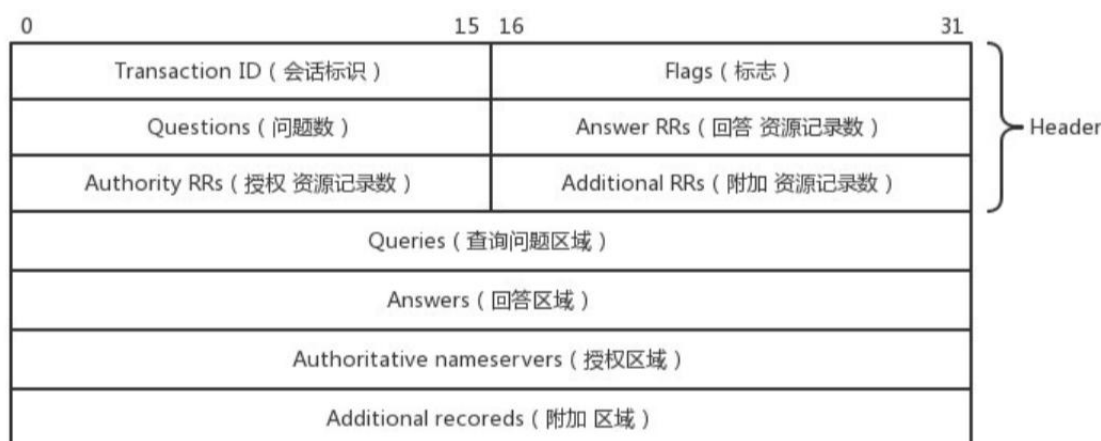 0 15 16 31
Transaction ID ( 会话标识 ) Flags ( 标志 )
Header
Questions ( 问题数 ) Answer RRs ( 回答 资源记录数 )
Authority RRs ( 授权 资源记录数 ) Additional RRs ( 附加 资源记录数 )
Queries ( 查询问题区域 )
Answers ( 回答区域 )
Authoritative nameservers ( 授权区域 )
Additional recoreds ( 附加 区域 )